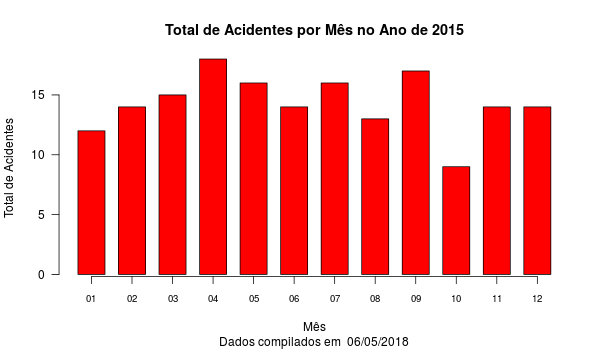 Total de Acidentes por Mês no Ano de 2015
Total de Acidentes
15
10
5
0
01 02 03 04 05 06 07 08 09 10 11 12
Mês
Dados compilados em 06/05/2018